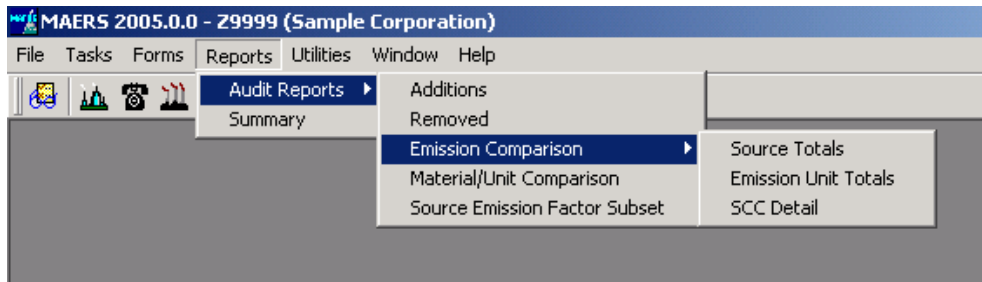 MAERS 2005.0.0 - Z9999 (Sample Corporation)
File Tasks Forms Reports Utilities Window Help
Audit Reports
Summary
Additions
Removed
Emission Comparison
Material/Unit Comparison
Source Emission Factor Subset
Source Totals
Emission Unit Totals
SCC Detail